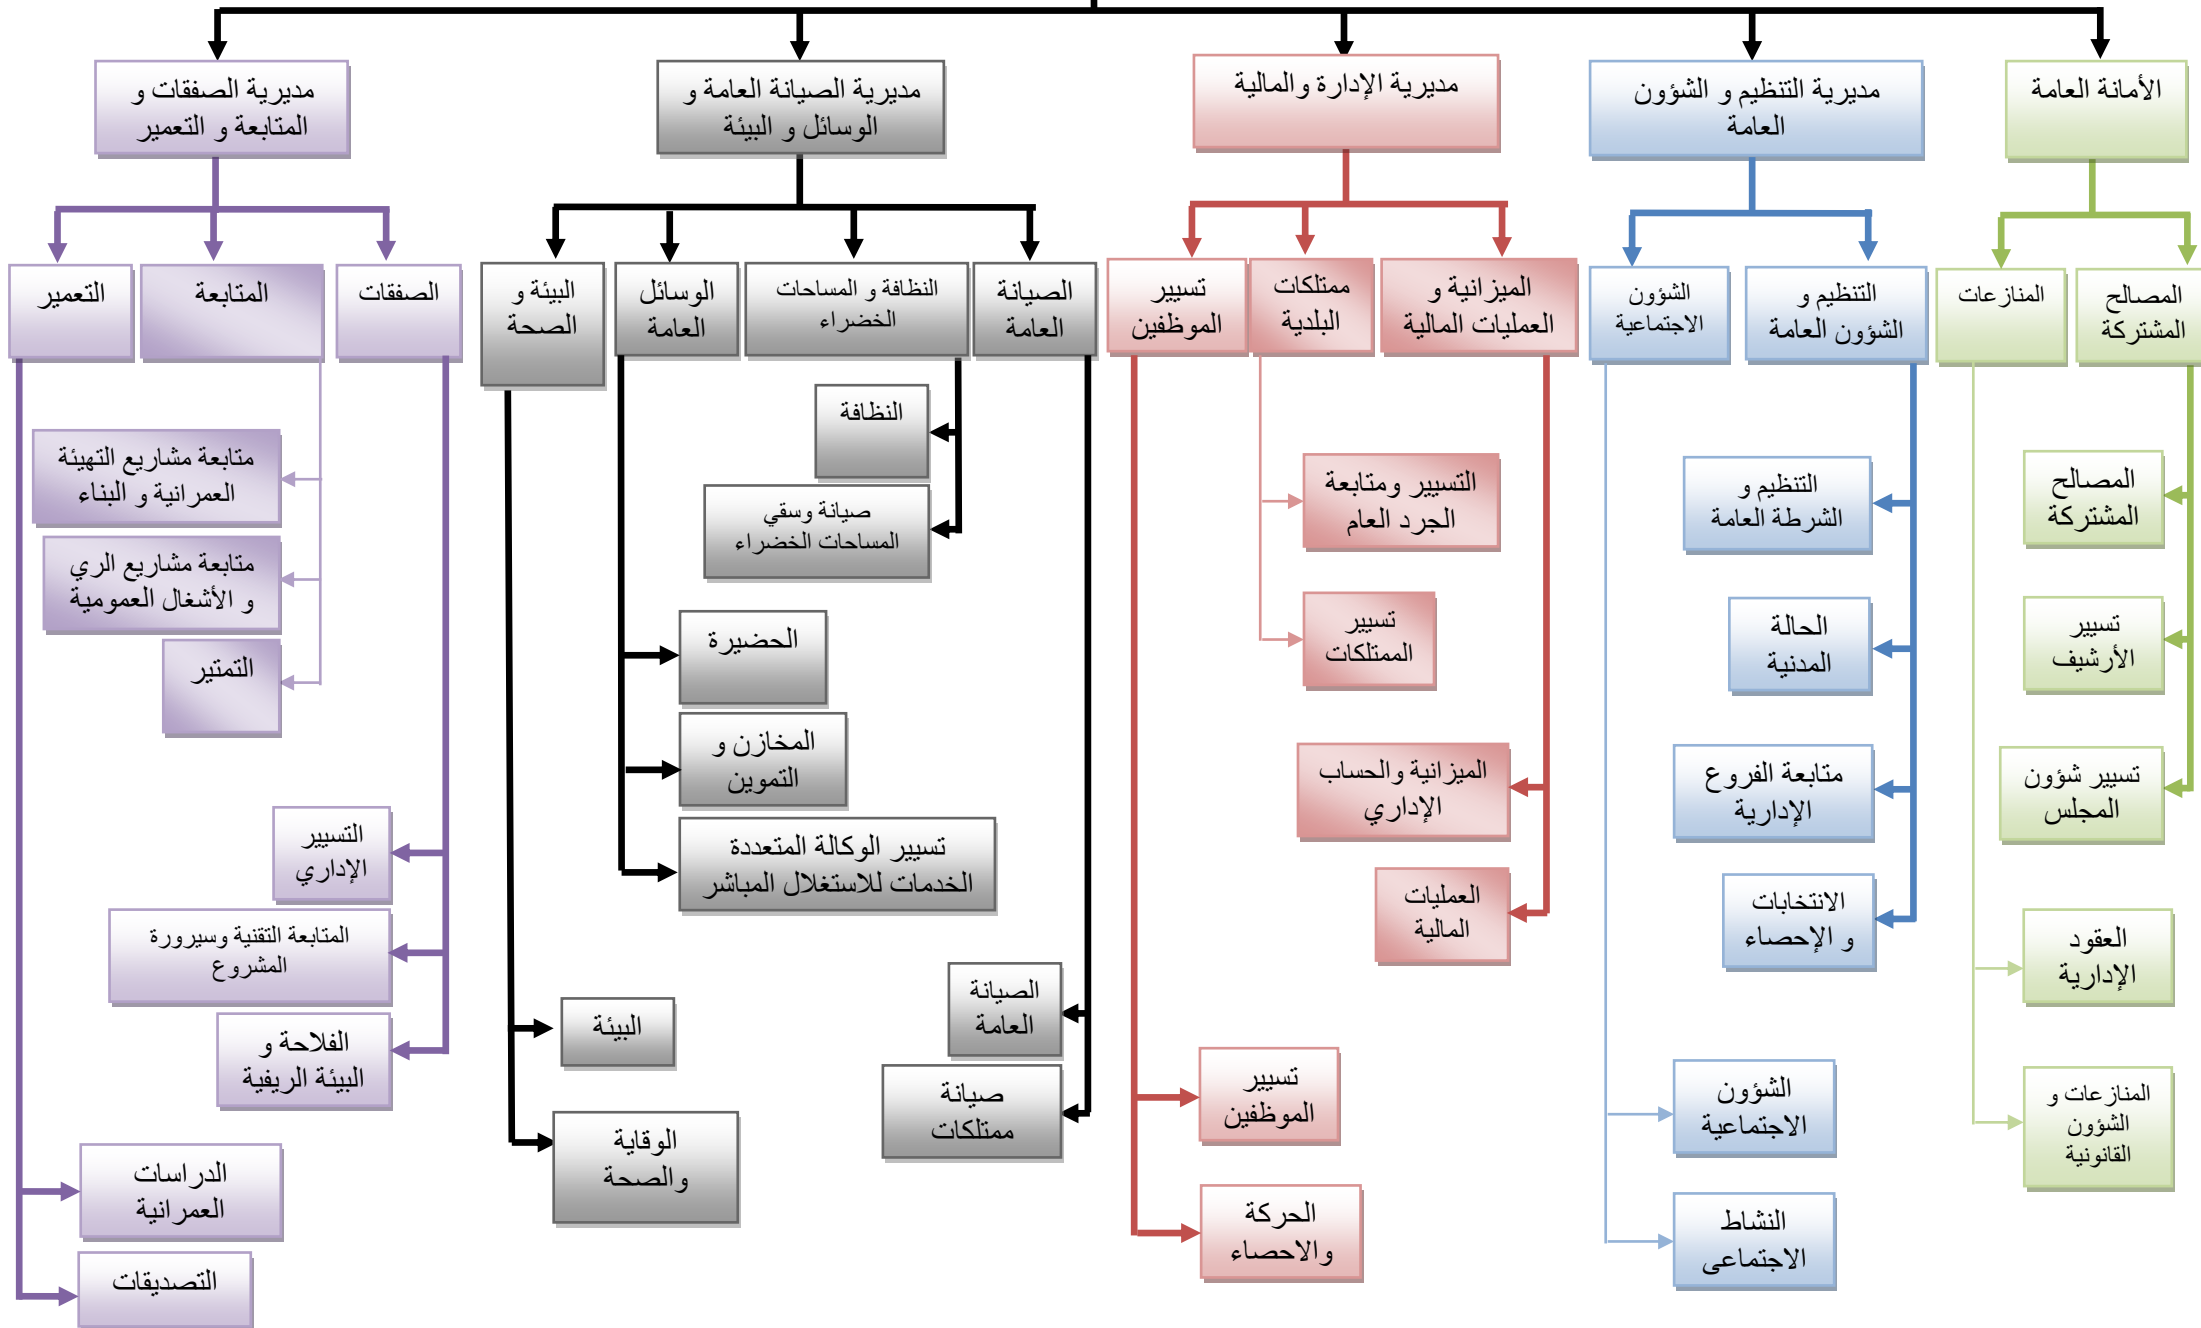 الأمانة العامة
مديرية التنظيم و الشؤون
العامة
مديرية الإدارة والمالية
مديرية الصيانة العامة و
الوسائل و البيئة
مديرية الصفقات و
المتابعة و التعمير
المصالح
المشتركة
المنازعات
التنظيم و
الشؤون العامة
الشؤون
الاجتماعية
الميزانية و
العمليات المالية
ممتلكات
البلدية
تسيير
الموظفين
الصيانة
العامة
النظافة و المساحات
الخضراء
الوسائل
العامة
البيئة و
الصحة
الصفقات
المتابعة
التعمير
المصالح
المشتركة
تسيير
الأرشيف
تسيير شؤون
المجلس
العقود
الإدارية
المنازعات و
الشؤون
القانونية
التنظيم و
الشرطة العامة
الحالة
المدنية
متابعة الفروع
الإدارية
الانتخابات
و الإحصاء
الشؤون
الاجتماعية
النشاط
الاجتماعى
التسيير ومتابعة
الجرد العام
تسيير
الممتلكات
الميزانية والحساب
الإداري
العمليات
المالية
تسيير
الموظفين
الحركة
والاحصاء
النظافة
صيانة وسقي
المساحات الخضراء
الحضيرة
المخازن و
التموين
تسيير الوكالة المتعددة
الخدمات للاستغلال المباشر
الصيانة
العامة
صيانة
ممتلكات
البيئة
الوقاية
والصحة
متابعة مشاريع التهيئة
العمرانية و البناء
متابعة مشاريع الري
و الأشغال العمومية
التمتير
التسيير
الإداري
المتابعة التقنية وسيرورة
المشروع
الفلاحة و
البيئة الريفية
الدراسات
العمرانية
التصديقات